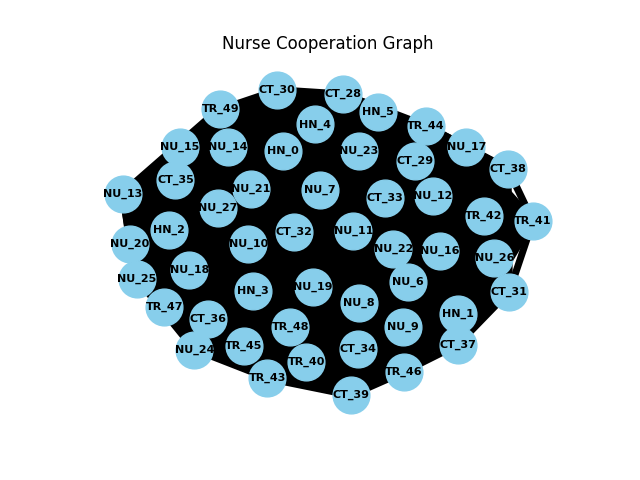 Nurse Cooperation Graph
CT_30
CT_28
TR_49
HN_5
HN_4
TR_44
NU_15
NU_14
HN_0
NU_23
NU_17
CT_29
CT_38
CT_35
NU_13
NU_21
NU_7
CT_33
NU_12
NU_27
TR_42
TR_41
HN_2
CT_32
NU_11
NU_20
NU_10
NU_22
NU_16
NU_26
NU_25
NU_18
NU_6
HN_3
NU_19
CT_31
TR_47
NU_8
HN_1
CT_36
TR_48
NU_9
NU_24
TR_45
CT_34
CT_37
TR_40
TR_43
TR_46
CT_39